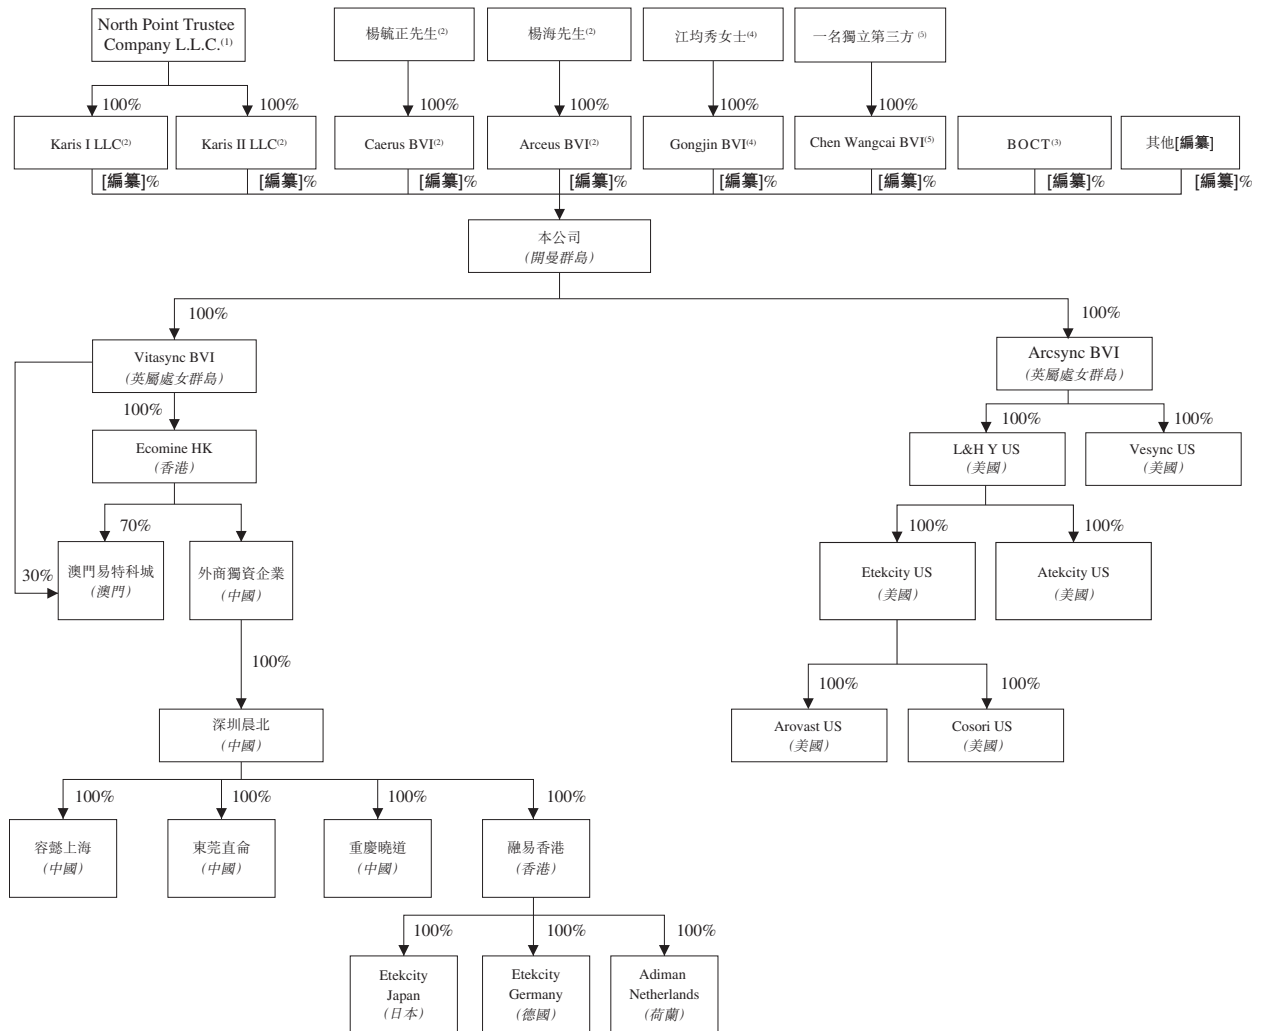 North Point Trustee
Company L.L.C.(1)
楊毓正先生(2)
楊海先生(2)
江均秀女士(4)
一名獨立第三方(5)
100%
100%
100%
100%
100%
100%
Karis I LLC(2)
Karis II LLC(2)
Caerus BVI(2)
Arceus BVI(2)
Gongjin BVI(4)
Chen Wangcai BVI(5)
BOCT(3)
其他[編纂]
[編纂]%
[編纂]%
[編纂]%
[編纂]%
[編纂]%
[編纂]%
[編纂]%
[編纂]%
本公司
(開曼群島)
100%
100%
Vitasync BVI
(英屬處女群島)
Arcsync BVI
(英屬處女群島)
100%
100%
100%
Ecomine HK
(香港)
L&H Y US
(美國)
Vesync US
(美國)
70%
100%
100%
100%
30%
澳門易特科城
(澳門)
外商獨資企業
(中國)
Etekcity US
(美國)
Atekcity US
(美國)
100%
100%
100%
深圳晨北
(中國)
Arovast US
(美國)
Cosori US
(美國)
100%
100%
100%
100%
容懿上海
(中國)
東莞直侖
(中國)
重慶曉道
(中國)
融易香港
(香港)
100%
100%
100%
Etekcity
Japan
(日本)
Etekcity
Germany
(德國)
Adiman
Netherlands
(荷蘭)